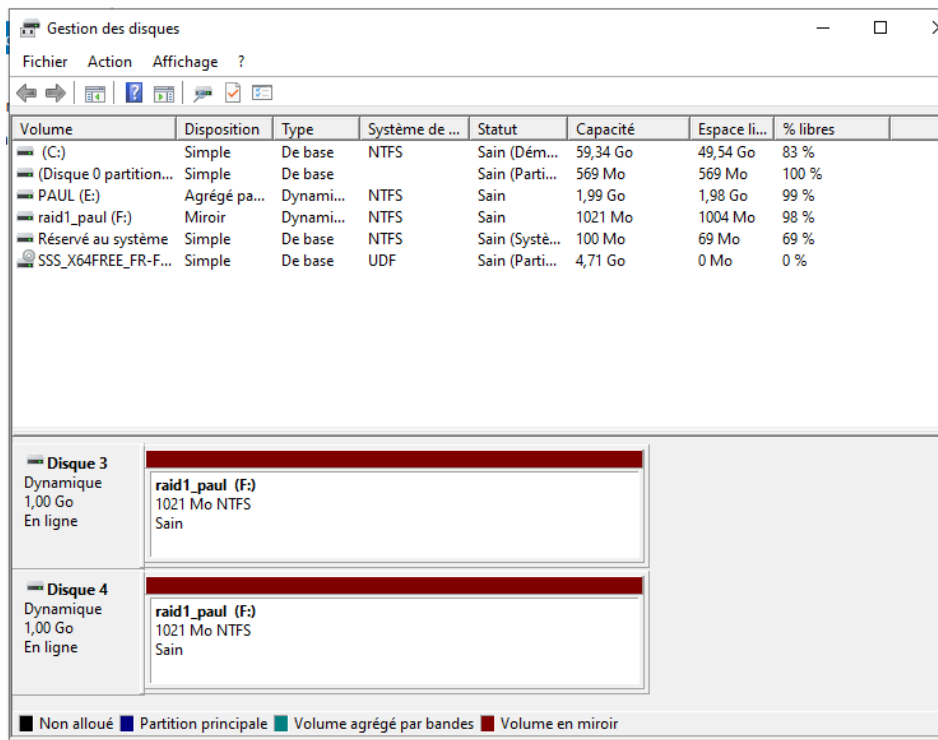 Gestion des disques
Fichier Action Affichage ?
Volume Disposition Type Système de ... Statut Capacité Espace li... % libres
(C:) Simple De base NTFS Sain (Dém... 59,34 Go 49,54 Go 83 %
(Disque 0 partition... Simple De base Sain (Parti... 569 Mo 569 Mo 100 %
PAUL (E:) Agrégé pa... Dynami... NTFS Sain 1,99 Go 1,98 Go 99 %
raid1_paul (F:) Miroir Dynami... NTFS Sain 1021 Mo 1004 Mo 98 %
Réservé au système Simple De base NTFS Sain (Systè... 100 Mo 69 Mo 69 %
SSS_X64FREE_FR-F... Simple De base UDF Sain (Parti... 4,71 Go 0 Mo 0 %
Disque 3
Dynamique
1,00 Go
En ligne
raid1_paul (F:)
1021 Mo NTFS
Sain
Disque 4
Dynamique
1,00 Go
En ligne
raid1_paul (F:)
1021 Mo NTFS
Sain
Non alloué Partition principale Volume agrégé par bandes Volume en miroir